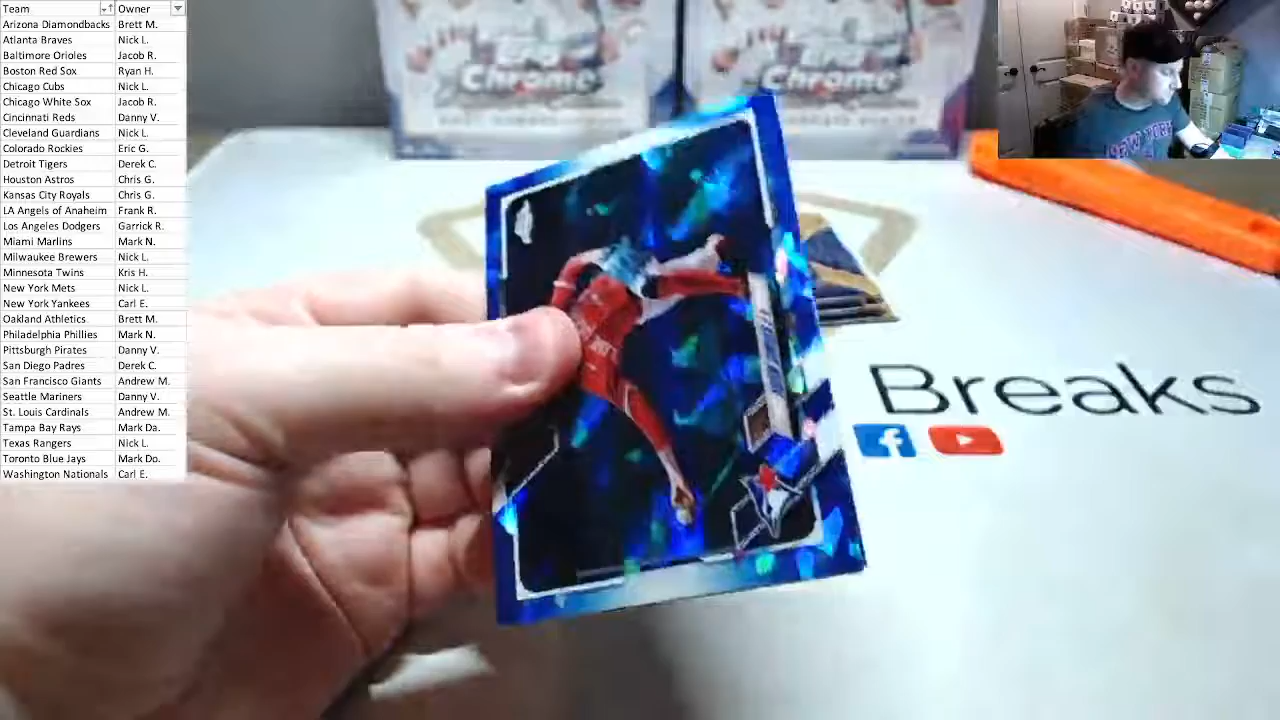 Team Owner
Arizona Diamondbacks Brett M.
Atlanta Braves Nick L.
Baltimore Orioles Jacob R.
Boston Red Sox Ryan H.
Chicago Cubs Nick L.
Chicago White Sox Jacob R.
Cincinnati Reds Danny V.
Cleveland Guardians Nick L.
Colorado Rockies Eric G.
Detroit Tigers Derek C.
Houston Astros Chris G.
Kansas City Royals Chris G.
LA Angels of Anaheim Frank R.
Los Angeles Dodgers Garrick R.
Miami Marlins Mark N.
Milwaukee Brewers Nick L.
Minnesota Twins Kris H.
New York Mets Nick L.
New York Yankees Carl E.
Oakland Athletics Brett M.
Philadelphia Phillies Mark N.
Pittsburgh Pirates Danny V.
San Diego Padres Derek C.
San Francisco Giants Andrew M.
Seattle Mariners Danny V.
St. Louis Cardinals Andrew M.
Tampa Bay Rays Mark Da.
Texas Rangers Nick L.
Toronto Blue Jays Mark Do.
Washington Nationals Carl E.
Chrome
Chrome
NEW YORK
Breaks